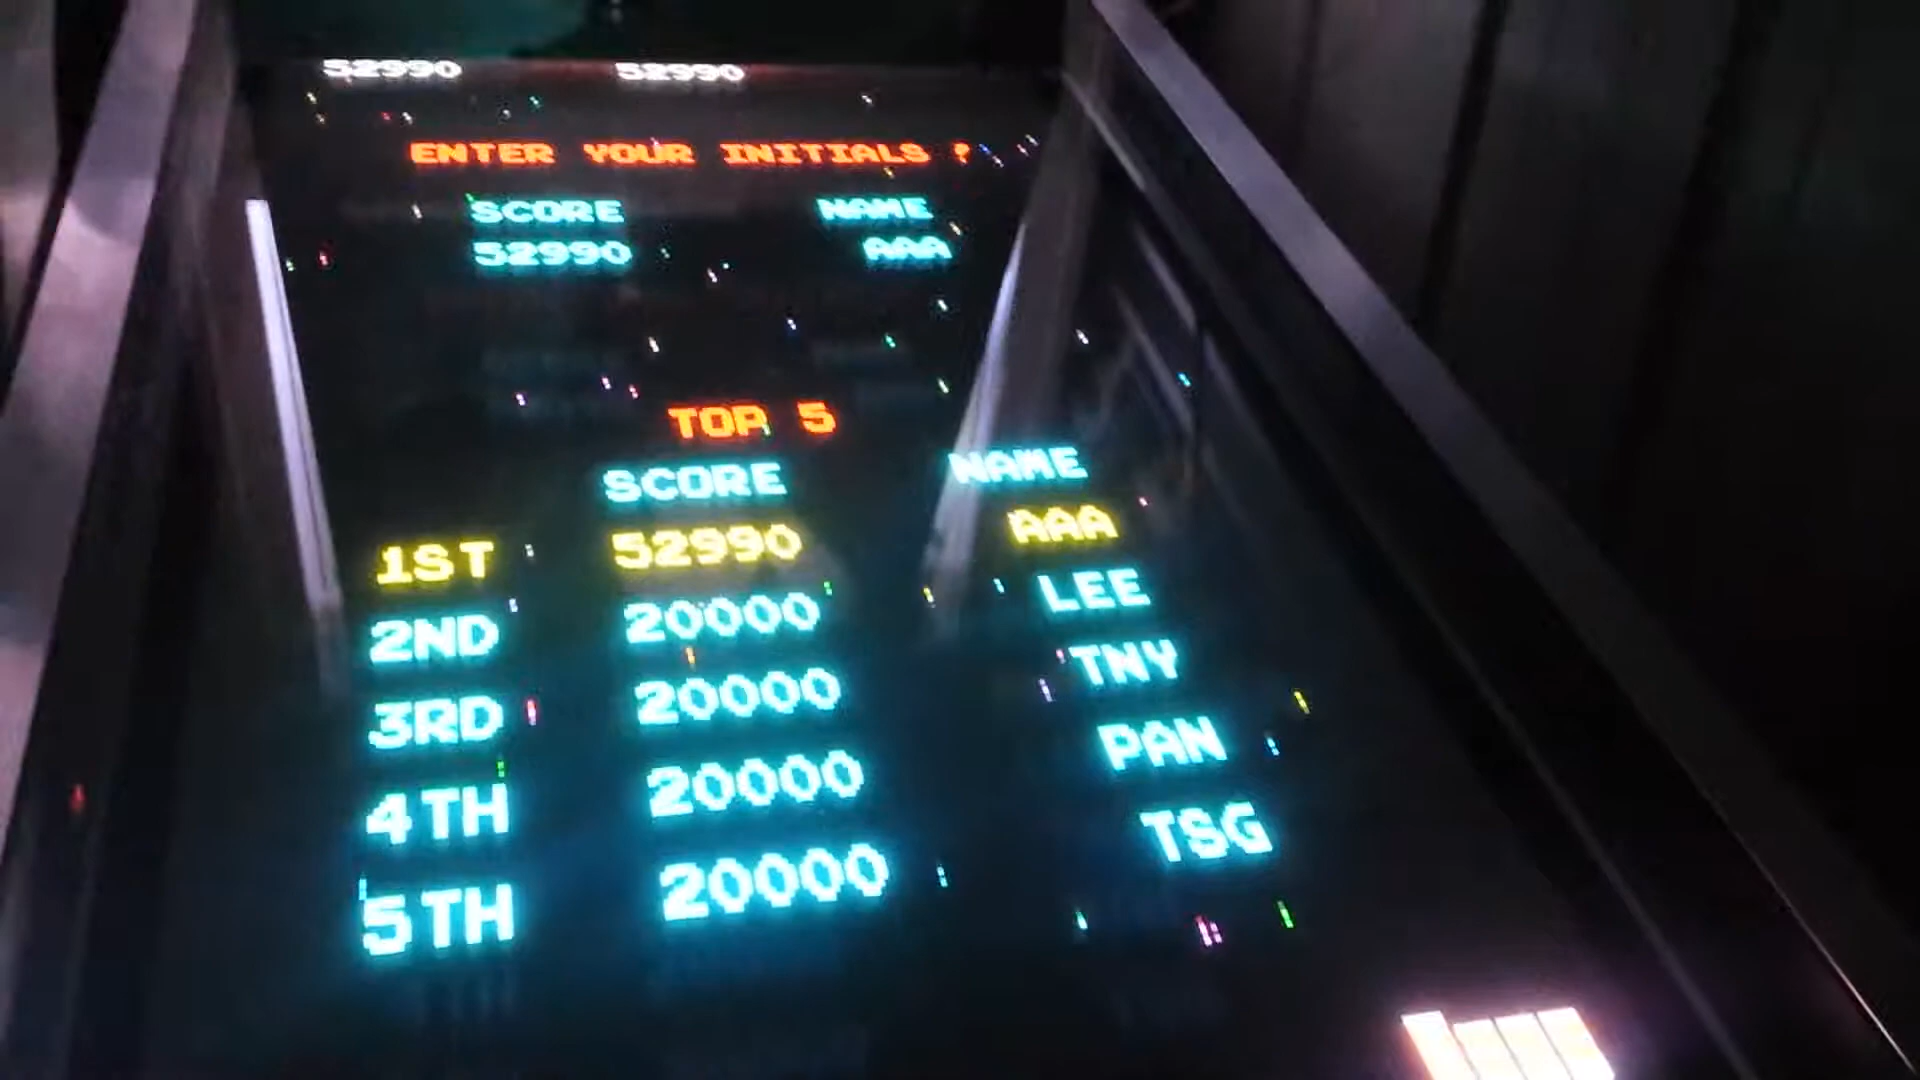 52990 52990
ENTER YOUR INITIALS !
SCORE NAME
52990 AAA
TOP 5
SCORE NAME
1ST 52990 AAA
2ND 20000 LEE
3RD 20000 TNY
4TH 20000 PAN
5TH 20000 TSG